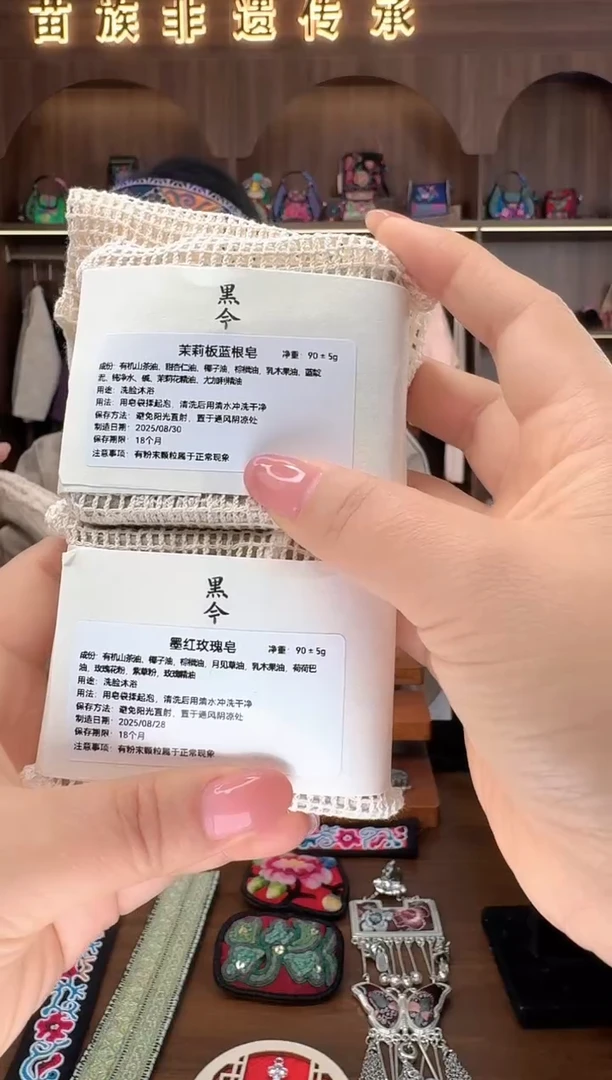 苗族非遗传承
黑
今
茉莉板蓝根皂 净重：90±5g
成份：有机山茶油、甜杏仁油、椰子油、棕榈油、乳木果油、蓝靛
泥、纯净水、碱、茉莉花精油、尤加利精油
用途：洗脸沐浴
用法：用皂袋揉起泡，清洗后用清水冲洗干净
保存方法：避免阳光直射，置于通风阴凉处
制造日期：2025/08/30
保存期限：18个月
注意事项：有粉末颗粒属于正常现象
黑
今
墨红玫瑰皂 净重：90±5g
成份：有机山茶油、椰子油、棕榈油、月见草油、乳木果油、荷荷巴
油、玫瑰花粉、紫草粉、玫瑰精油
用途：洗脸沐浴
用法：用皂袋揉起泡，清洗后用清水冲洗干净
保存方法：避免阳光直射，置于通风阴凉处
制造日期：2025/08/28
保存期限：18个月
注意事项：有粉末颗粒属于正常现象